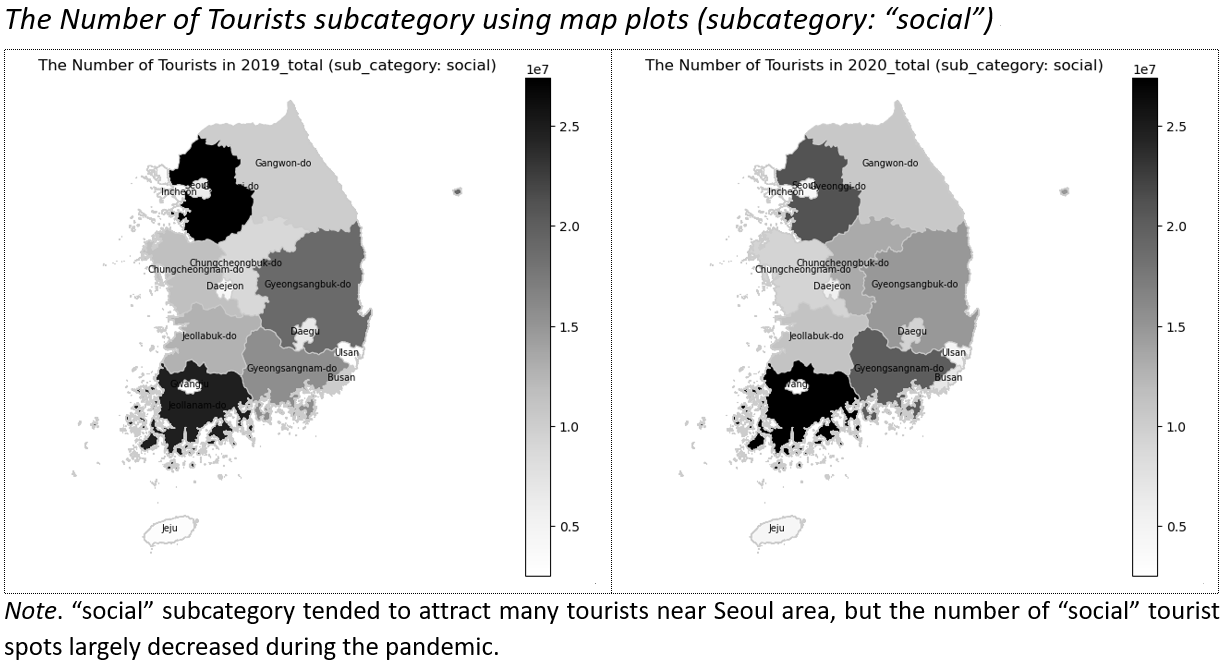 The Number of Tourists subcategory using map plots (subcategory: “social”)
The Number of Tourists in 2019_total (sub_category: social)
1e7
2.5
2.0
1.5
1.0
0.5
Gangwon-do
Seoul
-do
Incheon
Chungcheongbuk-do
Chungcheongnam-do
Daejeon
Gyeongsangbuk-do
Daegu
Jeollabuk-do
Ulsan
Gyeongsangnam-do
Busan
Gwangju
Jeollanam-do
Jeju
The Number of Tourists in 2020_total (sub_category: social)
1e7
2.5
2.0
1.5
1.0
0.5
Gangwon-do
Seoul
Gyeonggi-do
Incheon
Chungcheongbuk-do
Chungcheongnam-do
Daejeon
Gyeongsangbuk-do
Daegu
Jeollabuk-do
Ulsan
Gyeongsangnam-do
Busan
wang
Jeju
Note. “social” subcategory tended to attract many tourists near Seoul area, but the number of “social” tourist
spots largely decreased during the pandemic.